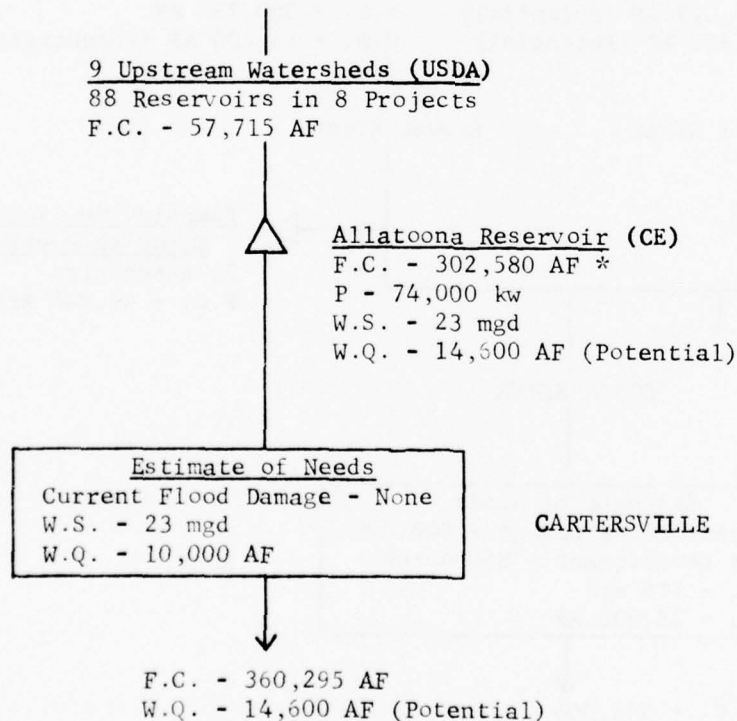 9 Upstream Watersheds (USDA)
88 Reservoirs in 8 Projects
F.C. - 57,715 AF
Allatoona Reservoir (CE)
F.C. - 302,580 AF *
P - 74,000 kw
W.S. - 23 mgd
W.Q. - 14,600 AF (Potential)
Estimate of Needs
Current Flood Damage - None
W.S. - 23 mgd
W.Q. - 10,000 AF
CARTERSVILLE
F.C. - 360,295 AF
W.Q. - 14,600 AF (Potential)